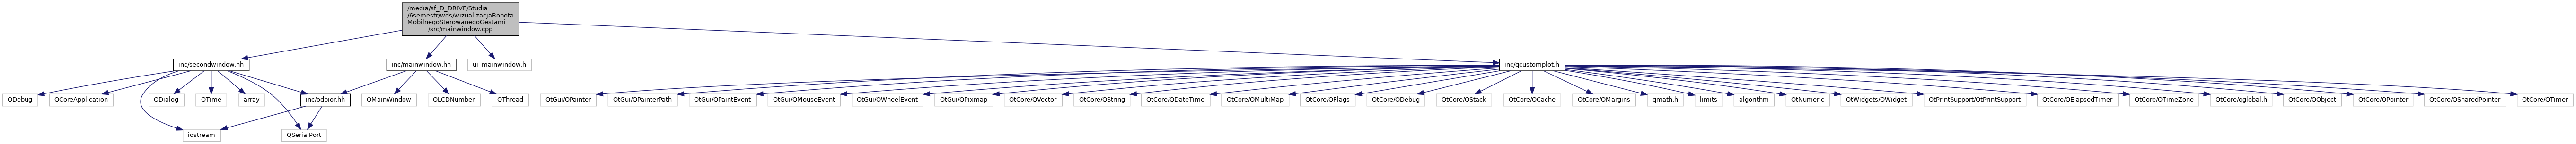 /media/sf_D_DRIVE/Studia
/6semestr/wds/wizualizacjaRobota
MobilnegoSterowanegoGestami
/src/mainwindow.cpp
inc/secondwindow.hh
inc/mainwindow.hh
ui_mainwindow.h
inc/qcustomplot.h
QDebug
QCoreApplication
QDialog
QTime
array
inc/odbior.hh
QMainWindow
QLCDNumber
QThread
QtGui/QPainter
QtGui/QPainterPath
QtGui/QPaintEvent
QtGui/QMouseEvent
QtGui/QWheelEvent
QtGui/QPixmap
QtCore/QVector
QtCore/QString
QtCore/QDateTime
QtCore/QMultiMap
QtCore/QFlags
QtCore/QDebug
QtCore/QStack
QtCore/QCache
QtCore/QMargins
qmath.h
limits
algorithm
QtNumeric
QtWidgets/QWidget
QtPrintSupport/QtPrintSupport
QtCore/QElapsedTimer
QtCore/QTimeZone
QtCore/qglobal.h
QtCore/QObject
QtCore/QPointer
QtCore/QSharedPointer
QtCore/QTimer
iostream
QSerialPort